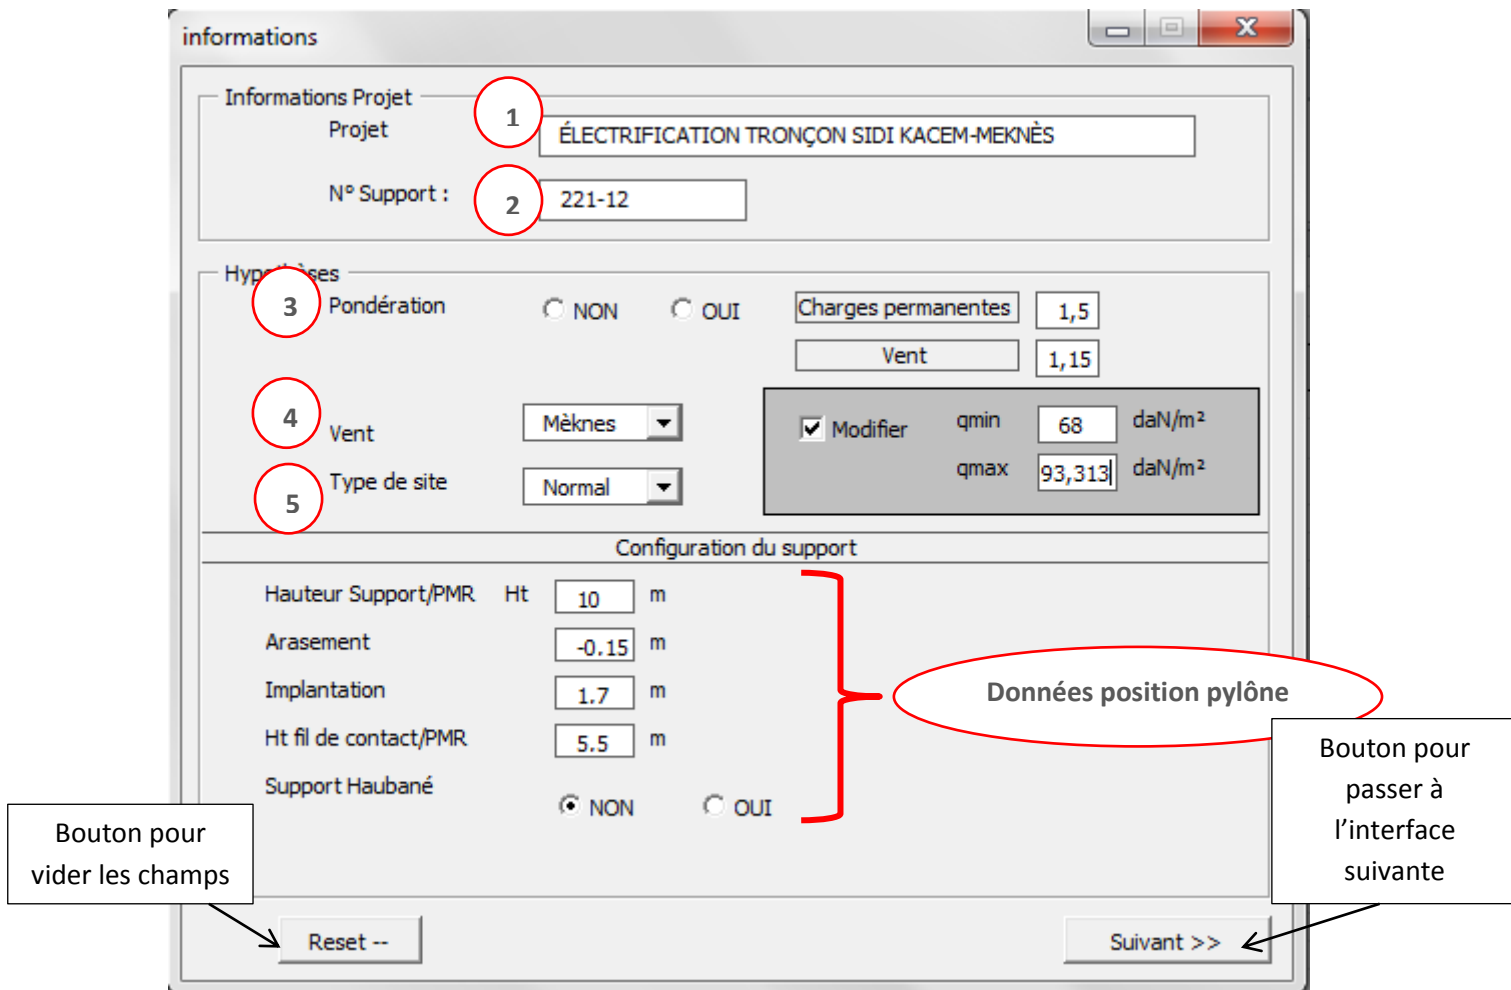 informations
Informations Projet
1
Projet
ÉLECTRIFICATION TRONÇON SIDI KACEM-MEKNÈS
N° Support :
2
221-12
Hypothèses
3
Pondération
NON
OUI
Charges permanentes
1,5
Vent
1,15
4
Vent
Mèknes
Modifier
qmin
68
daN/m²
qmax
93,313
daN/m²
5
Type de site
Normal
Configuration du support
Hauteur Support/PMR
Ht
10
m
Arasement
-0.15
m
Implantation
1.7
m
Ht fil de contact/PMR
5.5
m
Support Haubané
NON
OUI
Données position pylône
Bouton pour
passer à
l’interface
suivante
Bouton pour
vider les champs
Reset --
Suivant >>